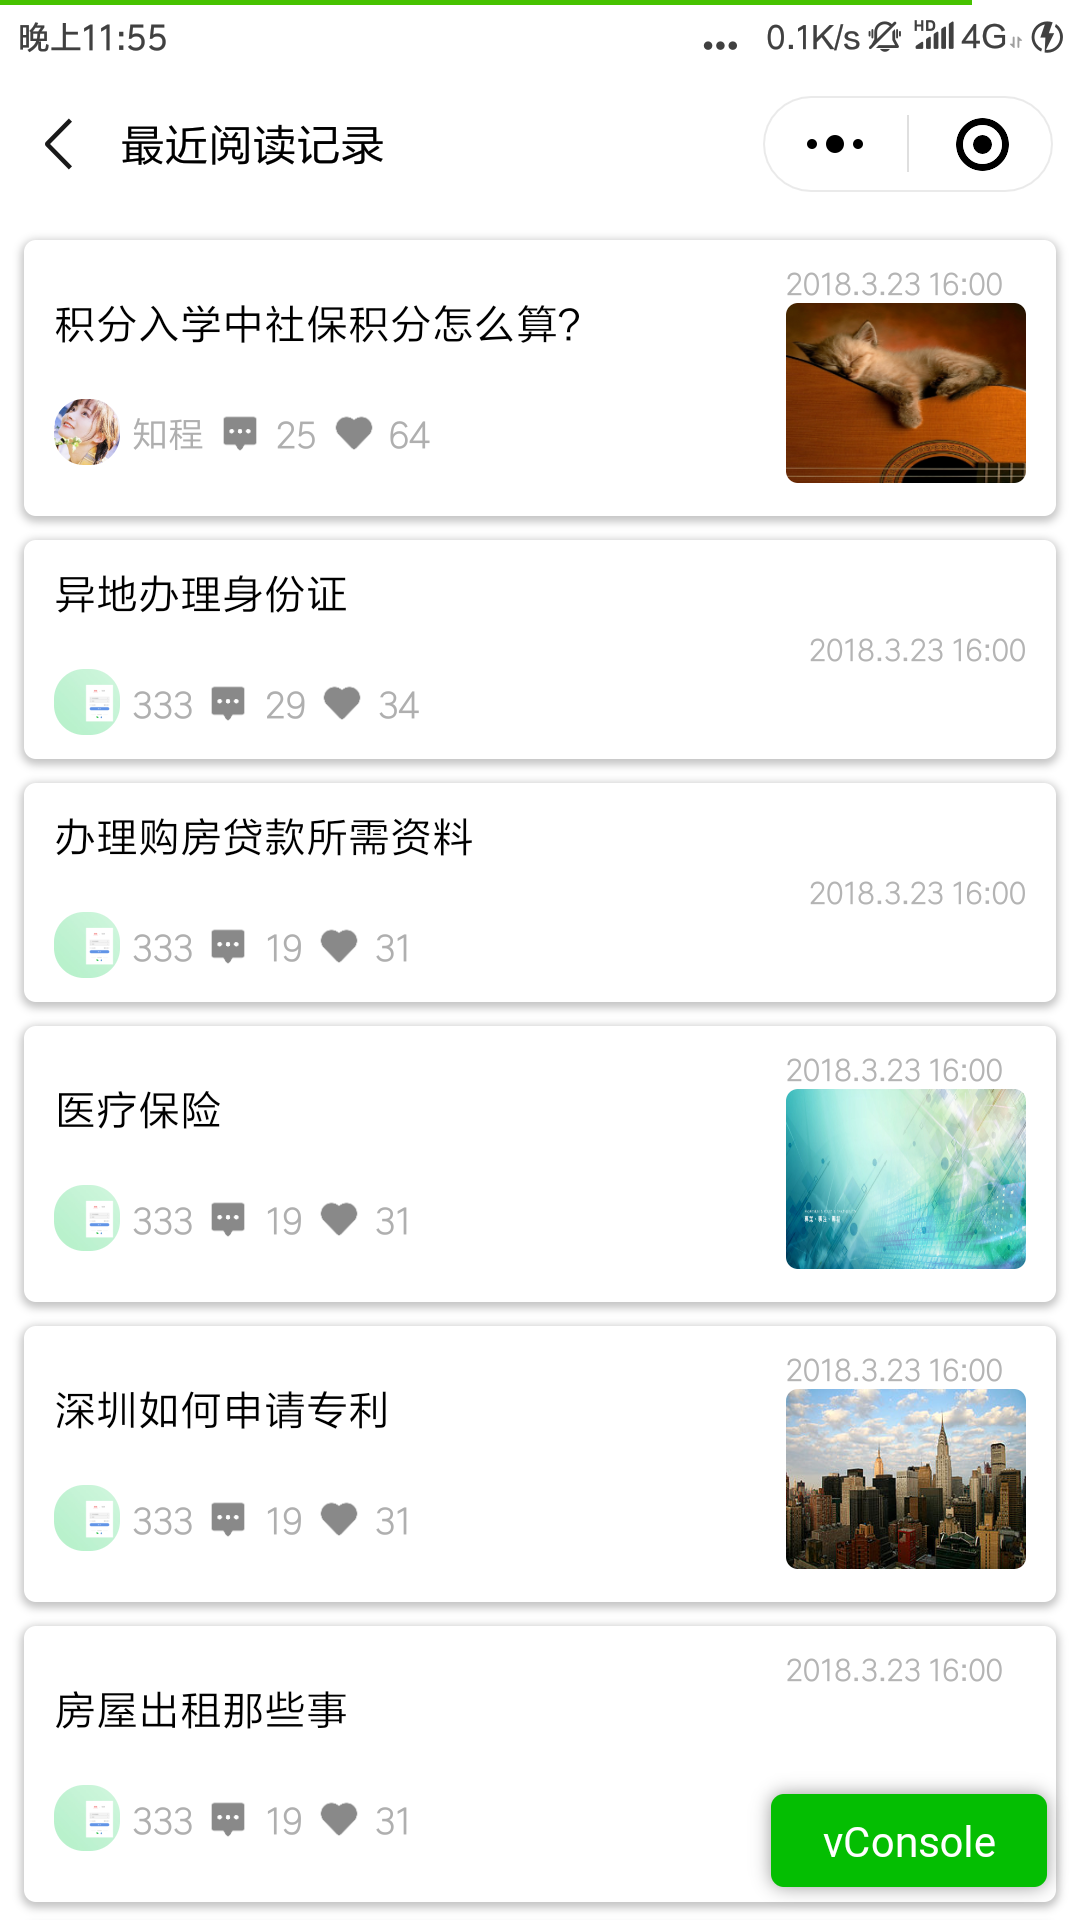 晚上11:55
0.1K/s HD 4G
最近阅读记录
2018.3.23 16:00
积分入学中社保积分怎么算?
知程 25 64
异地办理身份证
2018.3.23 16:00
333 29 34
办理购房贷款所需资料
2018.3.23 16:00
333 19 31
2018.3.23 16:00
医疗保险
333 19 31
2018.3.23 16:00
深圳如何申请专利
333 19 31
2018.3.23 16:00
房屋出租那些事
333 19 31
vConsole